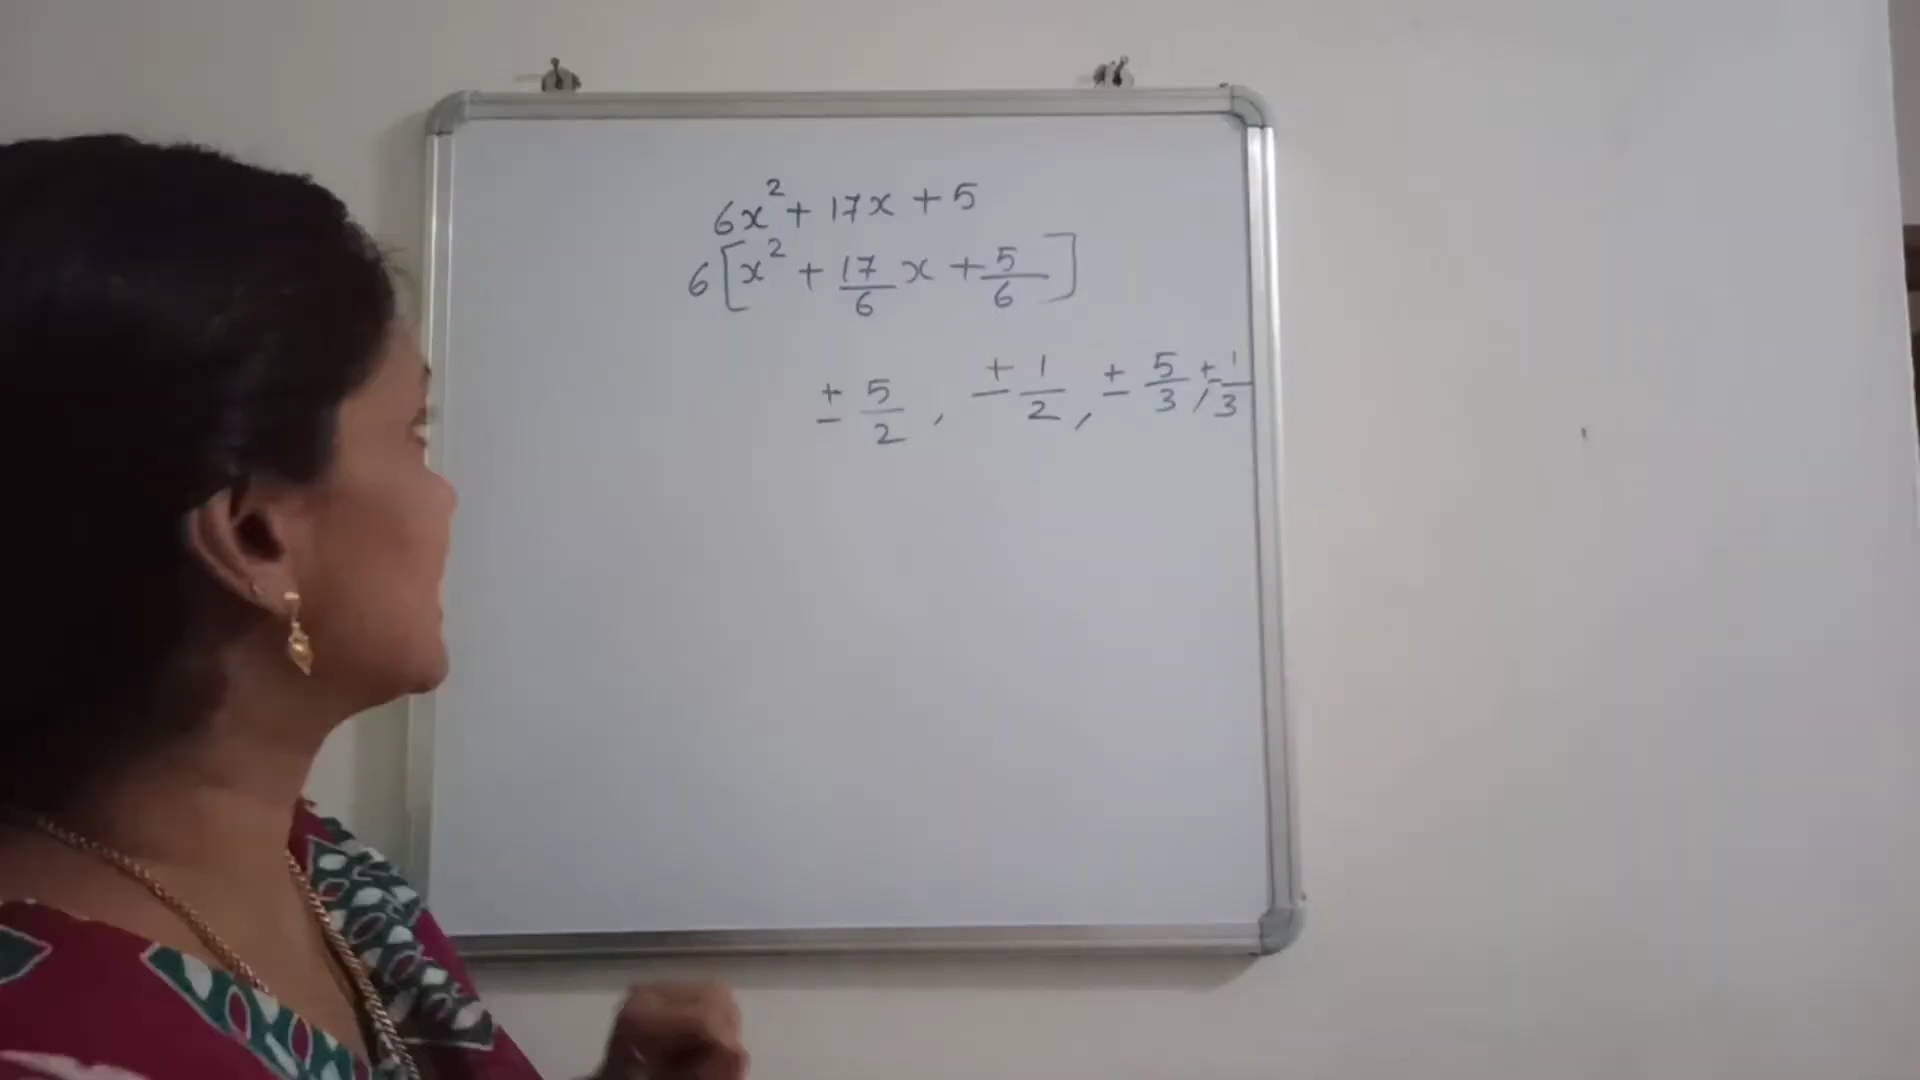 6x² + 17x + 5
6[x² + 17/6 x + 5/6]
± 5/2 , ± 1/2 , ± 5/3 , ± 1/3